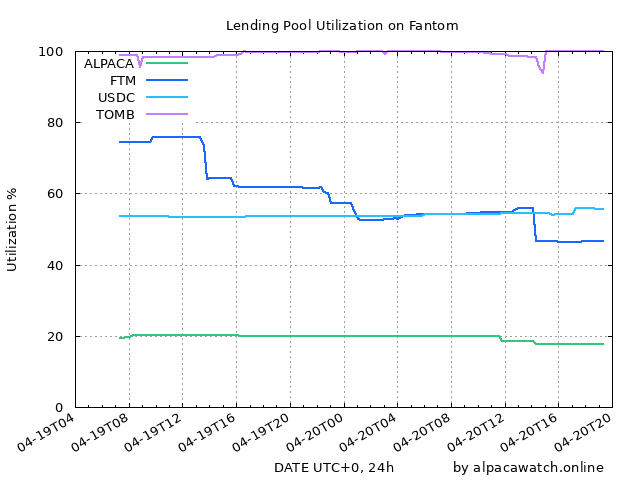 Lending Pool Utilization on Fantom
100
80
60
40
20
0
Utilization %
ALPACA
FTM
USDC
TOMB
04-19T04
04-19T08
04-19T12
04-19T16
04-19T20
04-20T00
04-20T04
04-20T08
04-20T12
04-20T16
04-20T20
DATE UTC+0, 24h
by alpacawatch.online